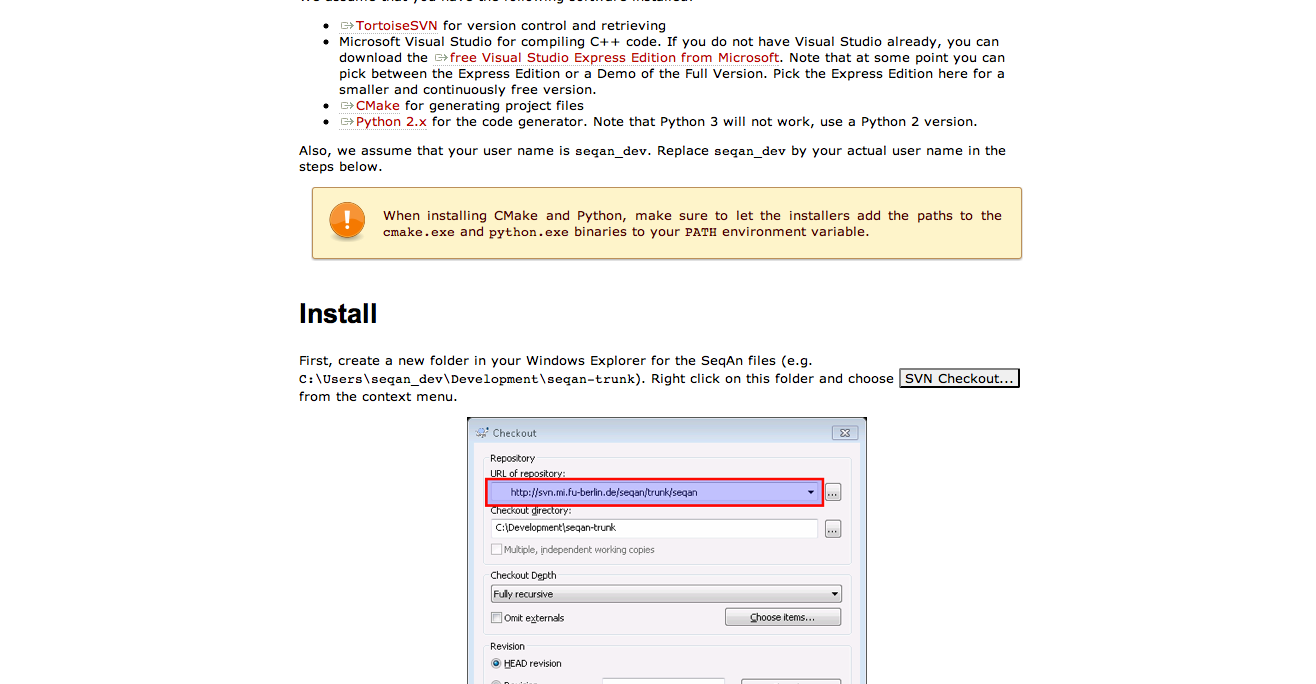 We assume that you have the following software installed:
TortoiseSVN for version control and retrieving
Microsoft Visual Studio for compiling C++ code. If you do not have Visual Studio already, you can
download the free Visual Studio Express Edition from Microsoft. Note that at some point you can
pick between the Express Edition or a Demo of the Full Version. Pick the Express Edition here for a
smaller and continuously free version.
CMake for generating project files
Python 2.x for the code generator. Note that Python 3 will not work, use a Python 2 version.
Also, we assume that your user name is seqan_dev. Replace seqan_dev by your actual user name in the
steps below.
When installing CMake and Python, make sure to let the installers add the paths to the
cmake.exe and python.exe binaries to your PATH environment variable.
Install
First, create a new folder in your Windows Explorer for the SeqAn files (e.g.
C:\Users\seqan_dev\Development\seqan-trunk). Right click on this folder and choose SVN Checkout...
from the context menu.
Checkout
Repository
URL of repository:
http://svn.mi.fu-berlin.de/seqan/trunk/seqan
...
Checkout directory:
C:\Development\seqan-trunk
...
Multiple, independent working copies
Checkout Depth
Fully recursive
Omit externals
Choose items...
Revision
HEAD revision